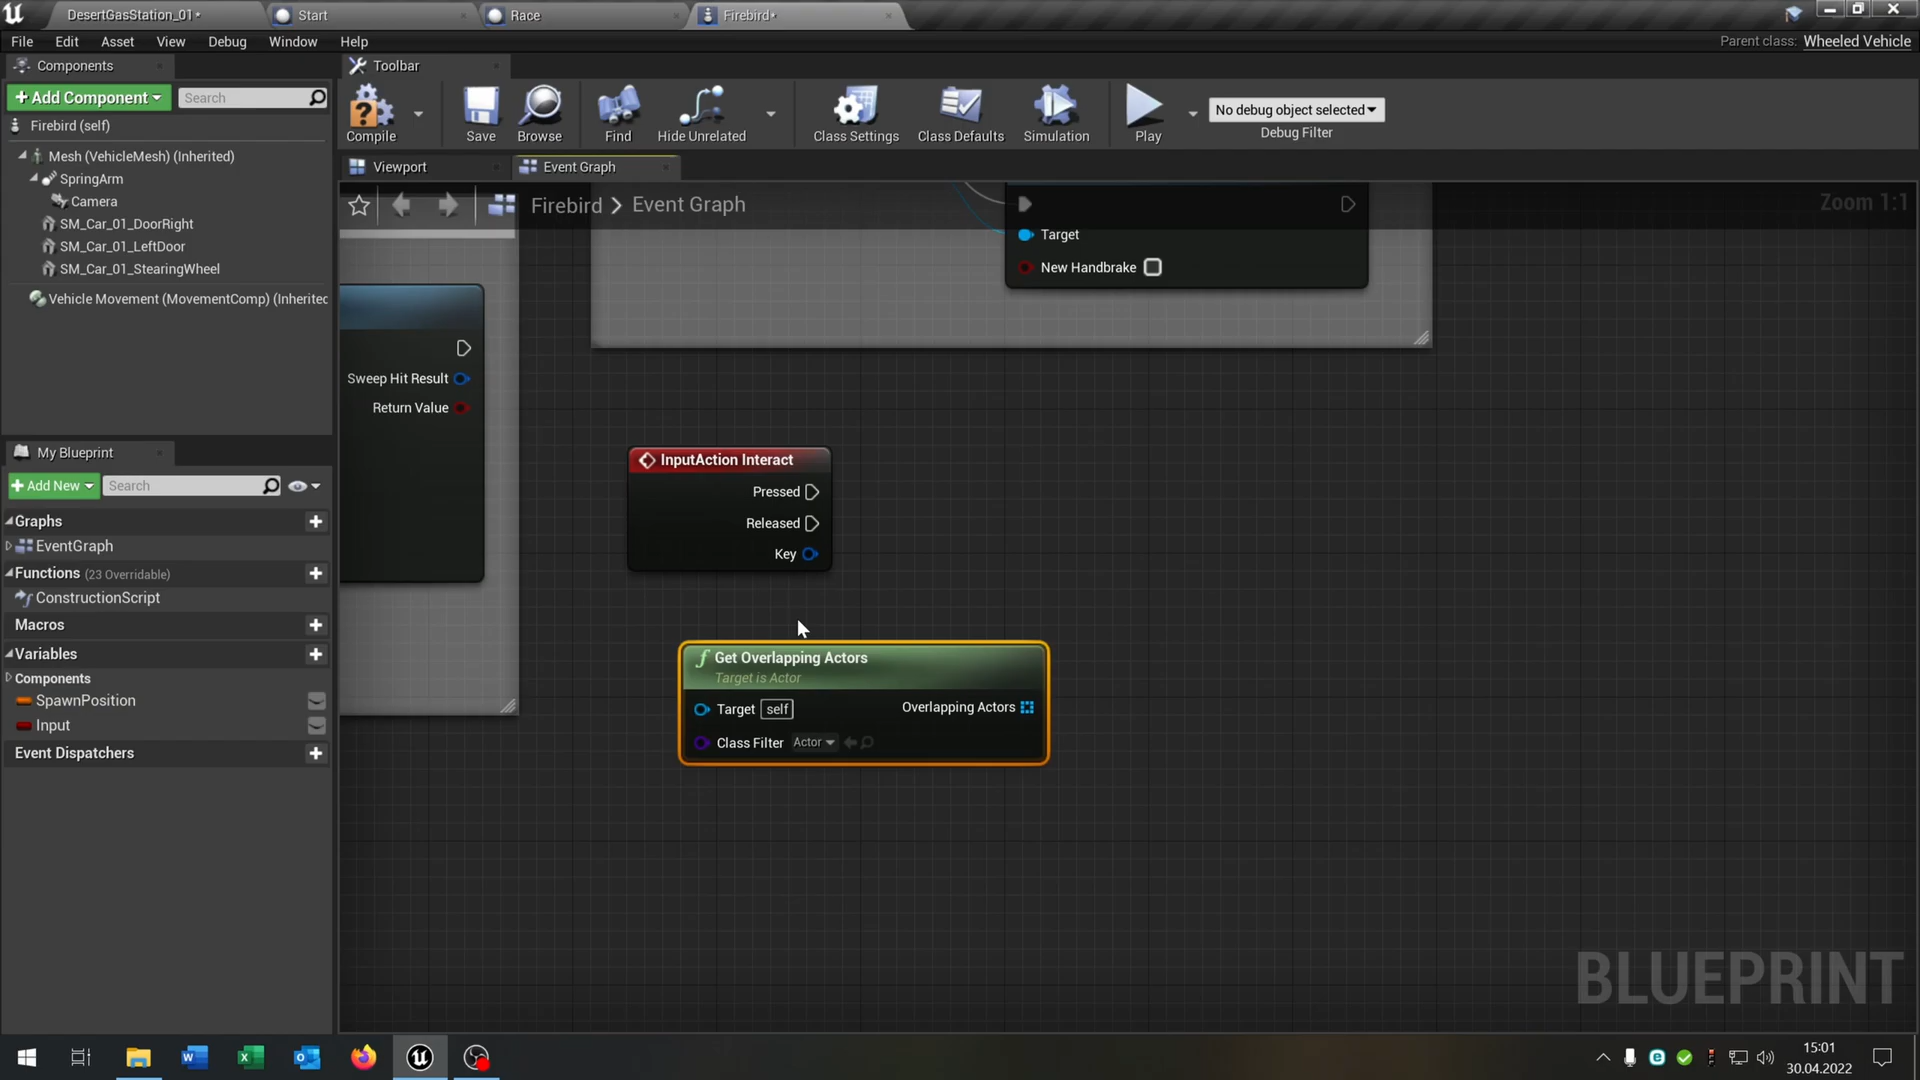 DesertGasStation_01*
Start
Race
Firebird*
File Edit Asset View Debug Window Help
Parent class: Wheeled Vehicle
Components
Toolbar
+ Add Component
Search
Compile
Save
Browse
Find
Hide Unrelated
Class Settings
Class Defaults
Simulation
Play
No debug object selected
Debug Filter
Firebird (self)
Mesh (VehicleMesh) (Inherited)
SpringArm
Camera
SM_Car_01_DoorRight
SM_Car_01_LeftDoor
SM_Car_01_StearingWheel
Vehicle Movement (MovementComp) (Inherited
Viewport
Event Graph
Firebird > Event Graph
Zoom 1:1
Target
New Handbrake
Sweep Hit Result
Return Value
InputAction Interact
Pressed
Released
Key
Get Overlapping Actors
Target is Actor
Target self
Overlapping Actors
Class Filter Actor
My Blueprint
+ Add New
Search
Graphs
EventGraph
Functions (23 Overridable)
ConstructionScript
Macros
Variables
Components
SpawnPosition
Input
Event Dispatchers
BLUEPRINT
15:01
30.04.2022